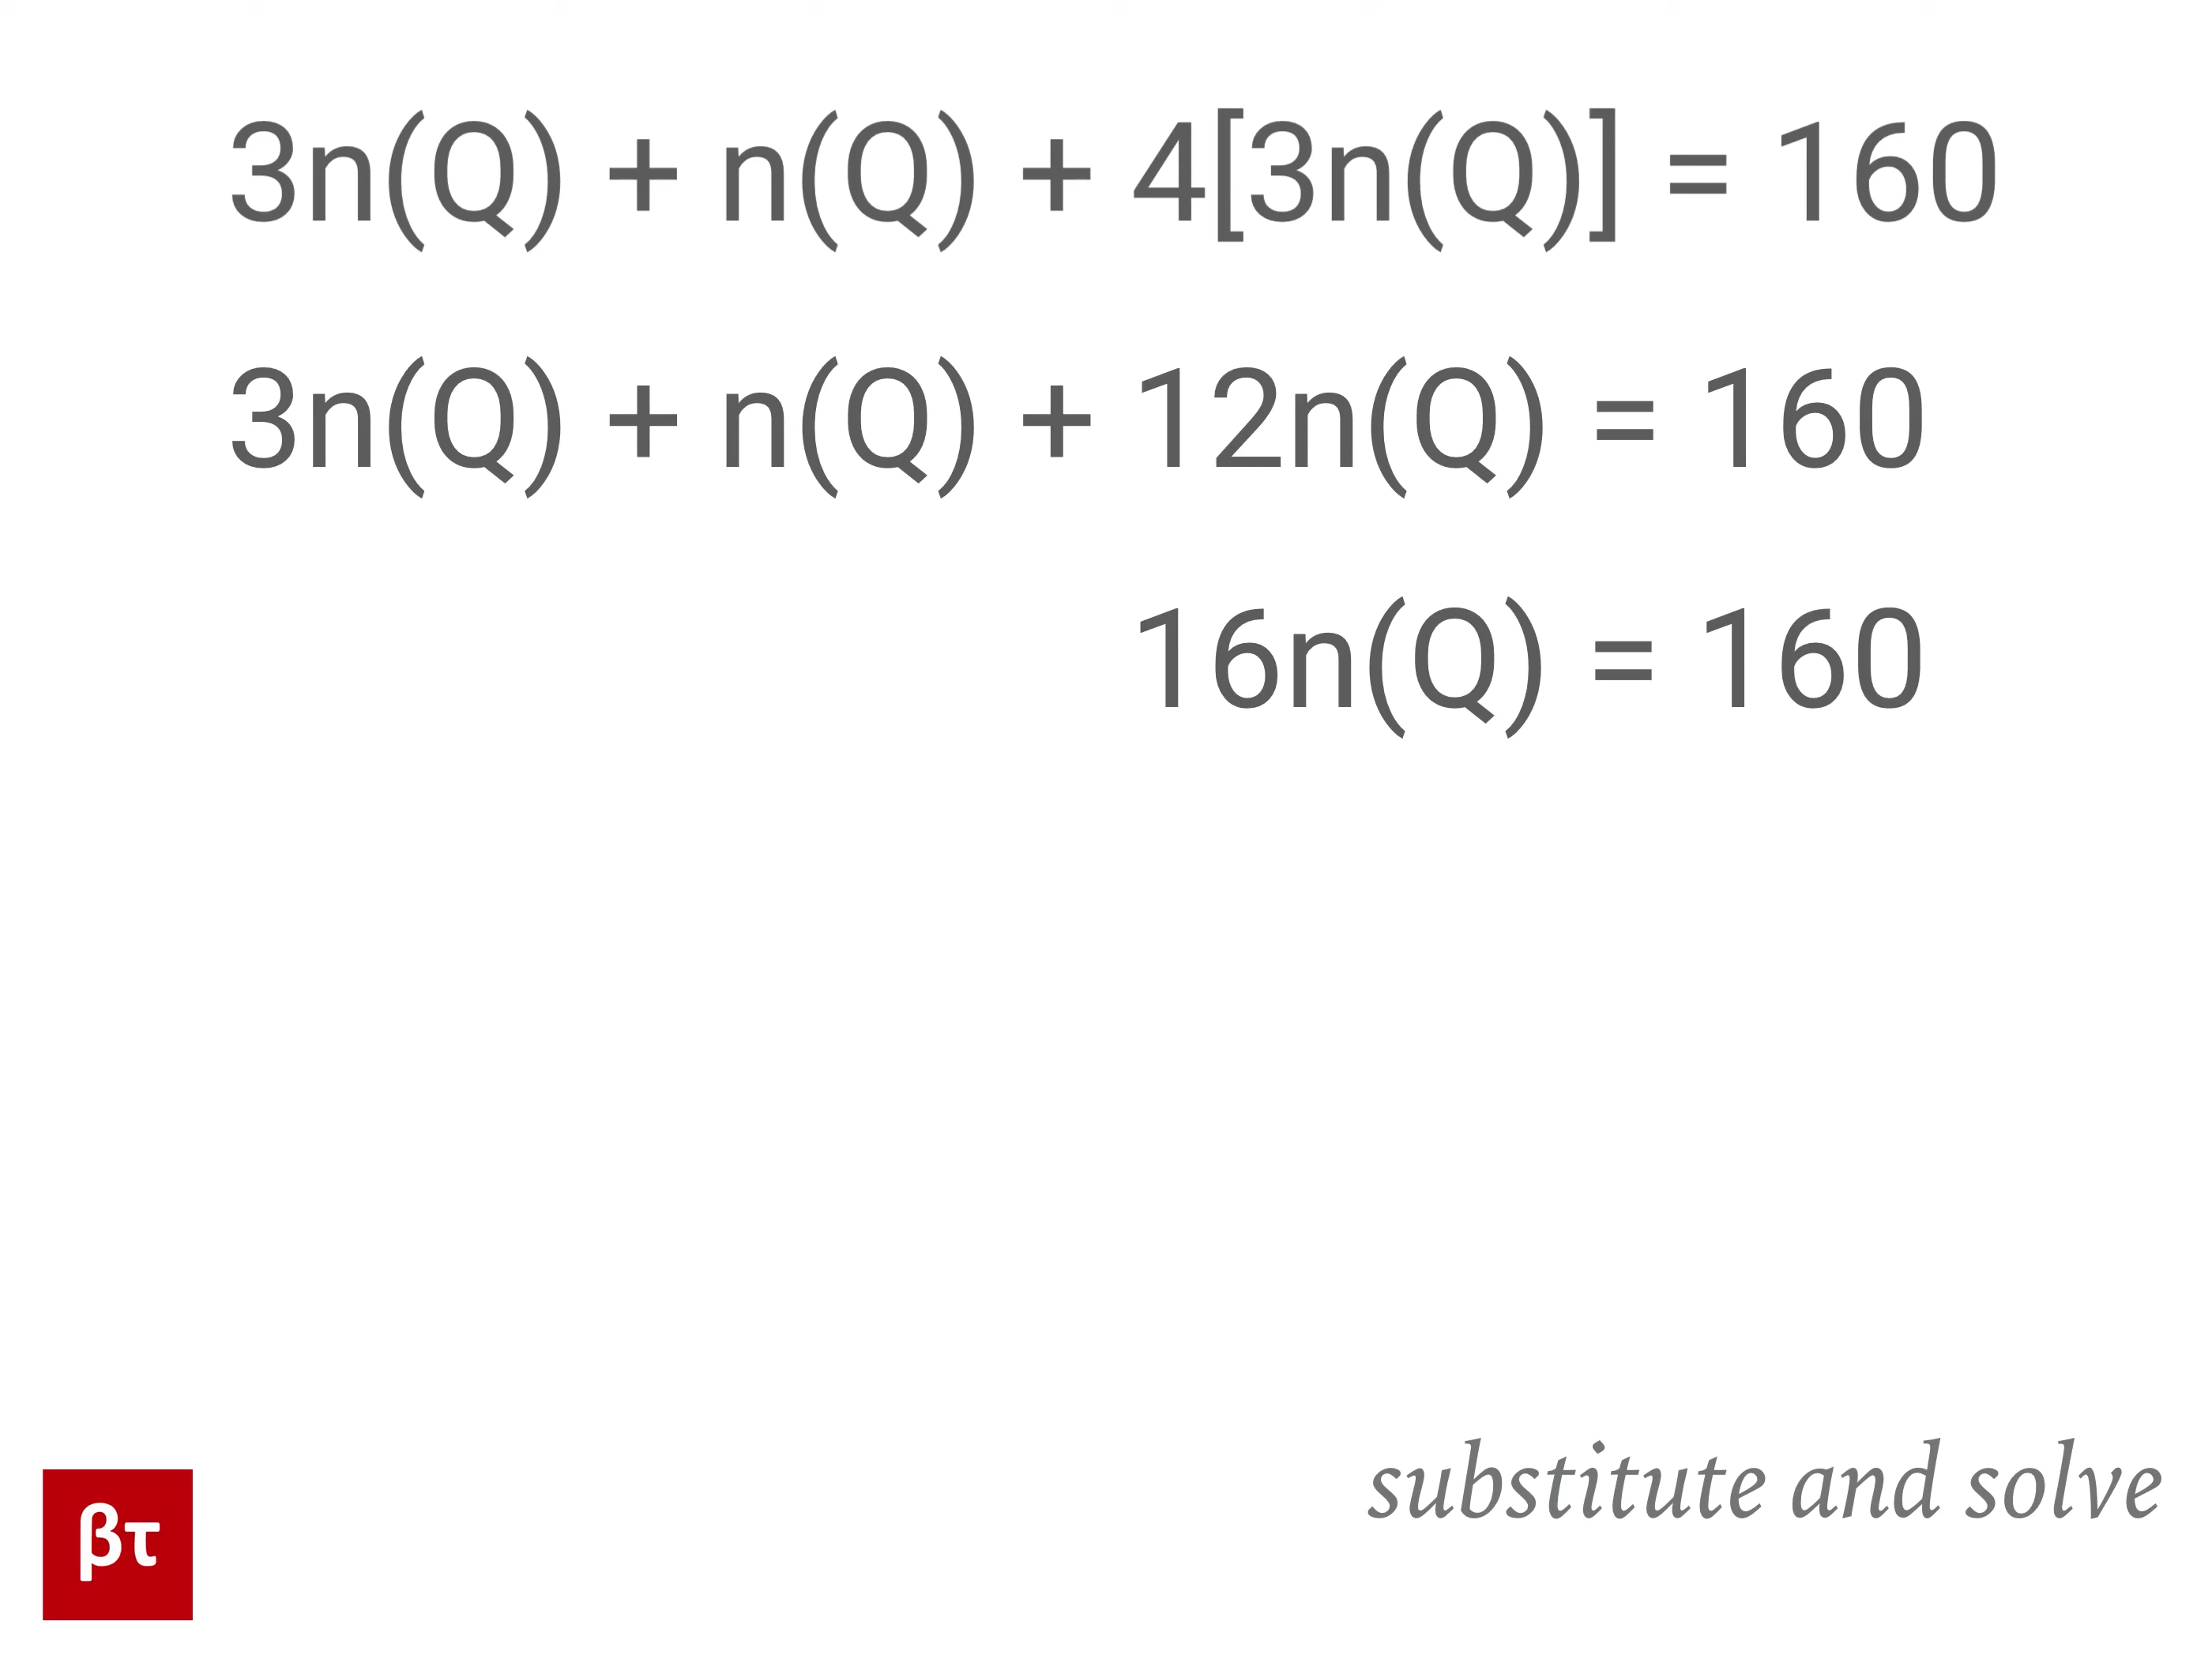 3n(Q) + n(Q) + 4[3n(Q)] = 160
3n(Q) + n(Q) + 12n(Q) = 160
16n(Q) = 160
substitute and solve
βτ